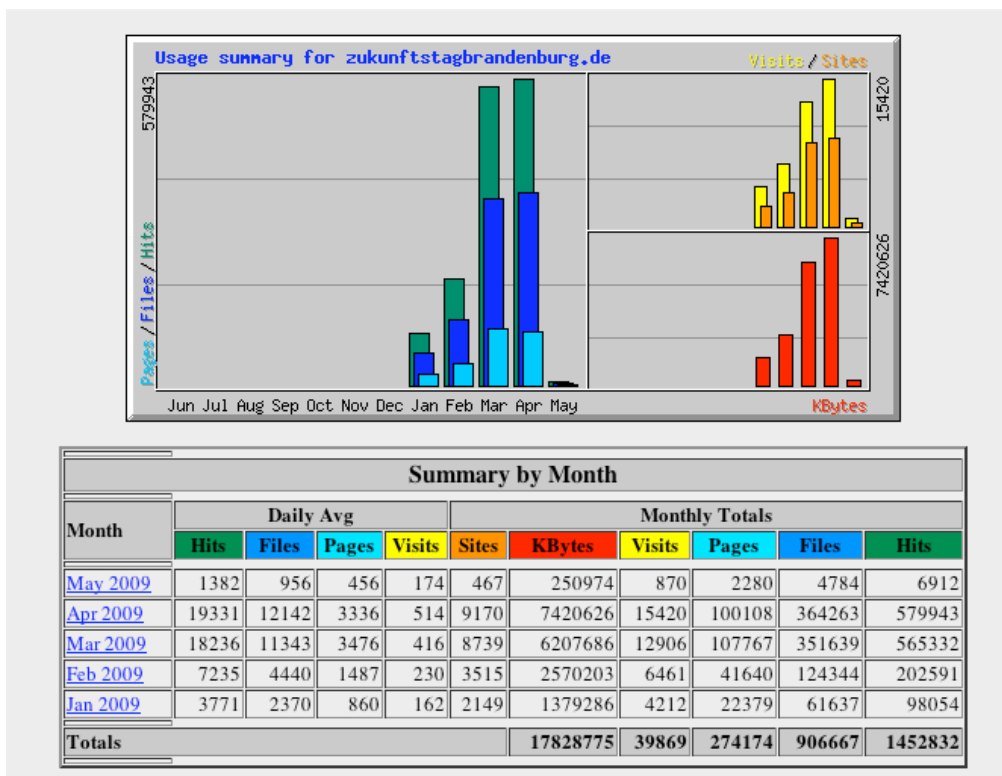 Usage summary for zukunftstagbrandenburg.de
Visits / Sites
579943
15420
Pages / Files / Hits
7420626
Jun Jul Aug Sep Oct Nov Dec Jan Feb Mar Apr May
KBytes
Summary by Month
Month Daily Avg Monthly Totals
Hits Files Pages Visits Sites KBytes Visits Pages Files Hits
May 2009 1382 956 456 174 467 250974 870 2280 4784 6912
Apr 2009 19331 12142 3336 514 9170 7420626 15420 100108 364263 579943
Mar 2009 18236 11343 3476 416 8739 6207686 12906 107767 351639 565332
Feb 2009 7235 4440 1487 230 3515 2570203 6461 41640 124344 202591
Jan 2009 3771 2370 860 162 2149 1379286 4212 22379 61637 98054
Totals 17828775 39869 274174 906667 1452832